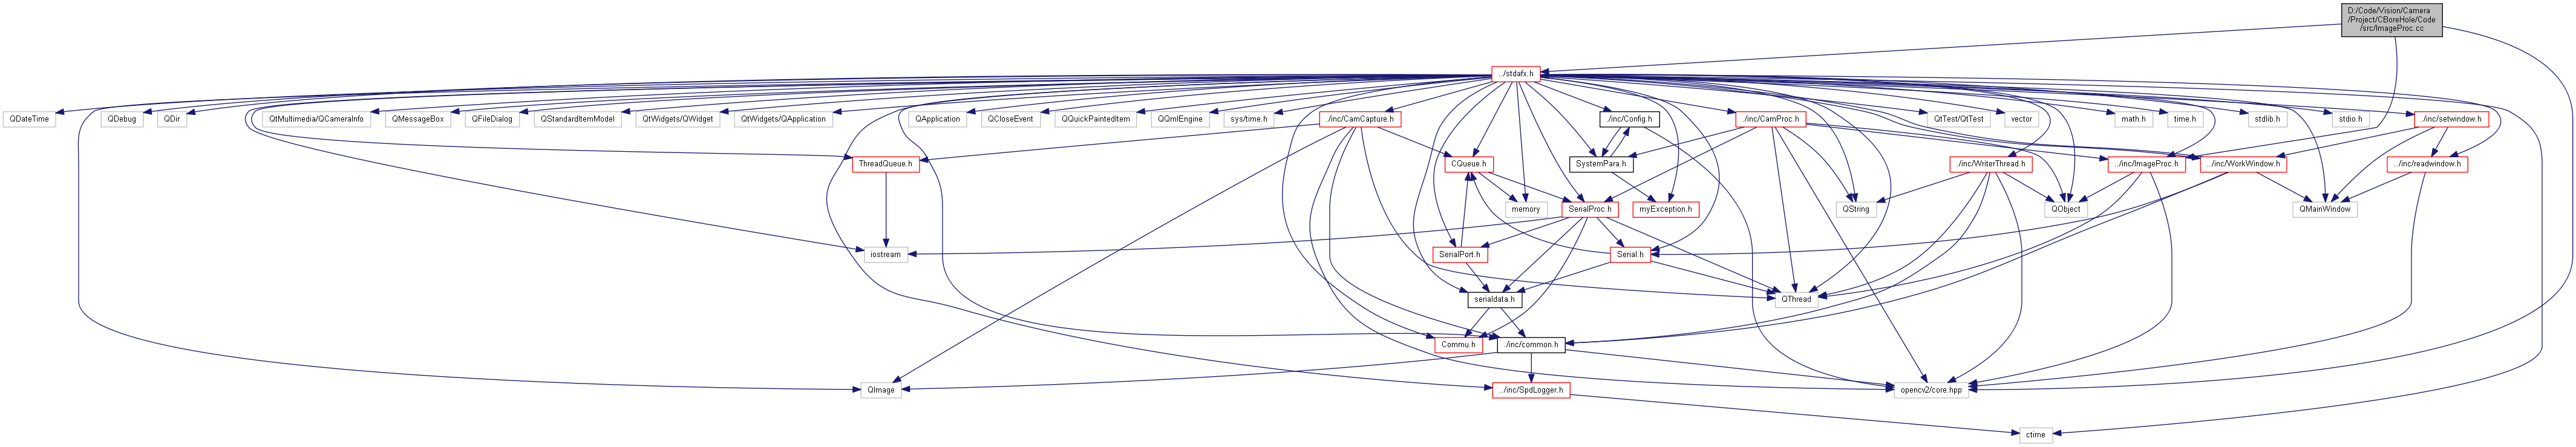 D:/Code/Vision/Camera
/Project/CBoreHole/Code
/src/ImageProc.cc
../stdafx.h
QDateTime
QDebug
QDir
QtMultimedia/QCameraInfo
QMessageBox
QFileDialog
QStandardItemModel
QtWidgets/QWidget
QtWidgets/QApplication
QApplication
QCloseEvent
QQuickPaintedItem
QQmlEngine
sys/time.h
../inc/CamCapture.h
../inc/Config.h
../inc/CamProc.h
QtTest/QtTest
vector
math.h
time.h
stdlib.h
stdio.h
../inc/setwindow.h
ThreadQueue.h
CQueue.h
SystemPara.h
../inc/WriterThread.h
../inc/ImageProc.h
../inc/WorkWindow.h
../inc/readwindow.h
memory
SerialProc.h
myException.h
QString
QObject
QMainWindow
iostream
SerialPort.h
Serial.h
serialdata.h
QThread
Commu.h
../inc/common.h
QImage
../inc/SpdLogger.h
opencv2/core.hpp
ctime